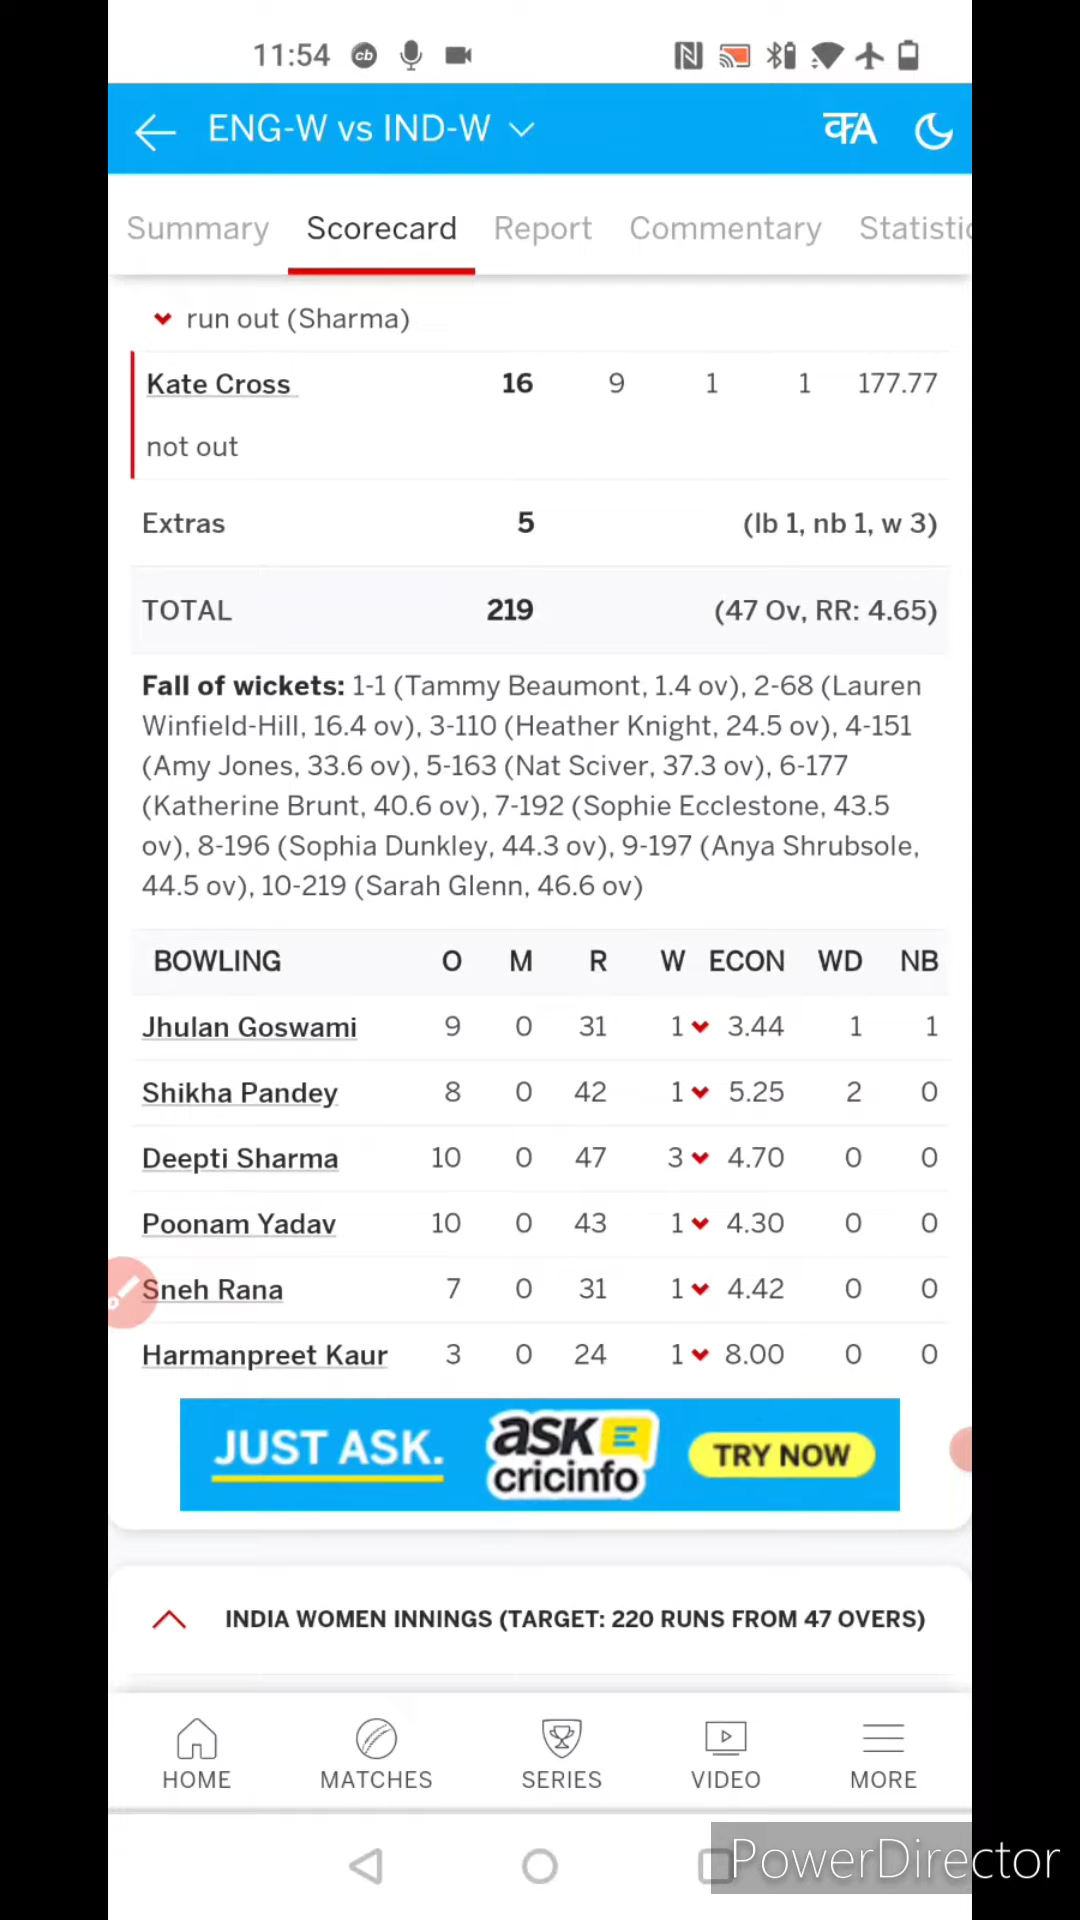 11:54
ENG-W vs IND-W
Summary Scorecard Report Commentary Statistic
run out (Sharma)
Kate Cross 16 9 1 1 177.77
not out
Extras 5 (lb 1, nb 1, w 3)
TOTAL 219 (47 Ov, RR: 4.65)
Fall of wickets: 1-1 (Tammy Beaumont, 1.4 ov), 2-68 (Lauren
Winfield-Hill, 16.4 ov), 3-110 (Heather Knight, 24.5 ov), 4-151
(Amy Jones, 33.6 ov), 5-163 (Nat Sciver, 37.3 ov), 6-177
(Katherine Brunt, 40.6 ov), 7-192 (Sophie Ecclestone, 43.5
ov), 8-196 (Sophia Dunkley, 44.3 ov), 9-197 (Anya Shrubsole,
44.5 ov), 10-219 (Sarah Glenn, 46.6 ov)
BOWLING O M R W ECON WD NB
Jhulan Goswami 9 0 31 1 3.44 1 1
Shikha Pandey 8 0 42 1 5.25 2 0
Deepti Sharma 10 0 47 3 4.70 0 0
Poonam Yadav 10 0 43 1 4.30 0 0
Sneh Rana 7 0 31 1 4.42 0 0
Harmanpreet Kaur 3 0 24 1 8.00 0 0
JUST ASK. ask cricinfo TRY NOW
INDIA WOMEN INNINGS (TARGET: 220 RUNS FROM 47 OVERS)
HOME MATCHES SERIES VIDEO MORE
PowerDirector